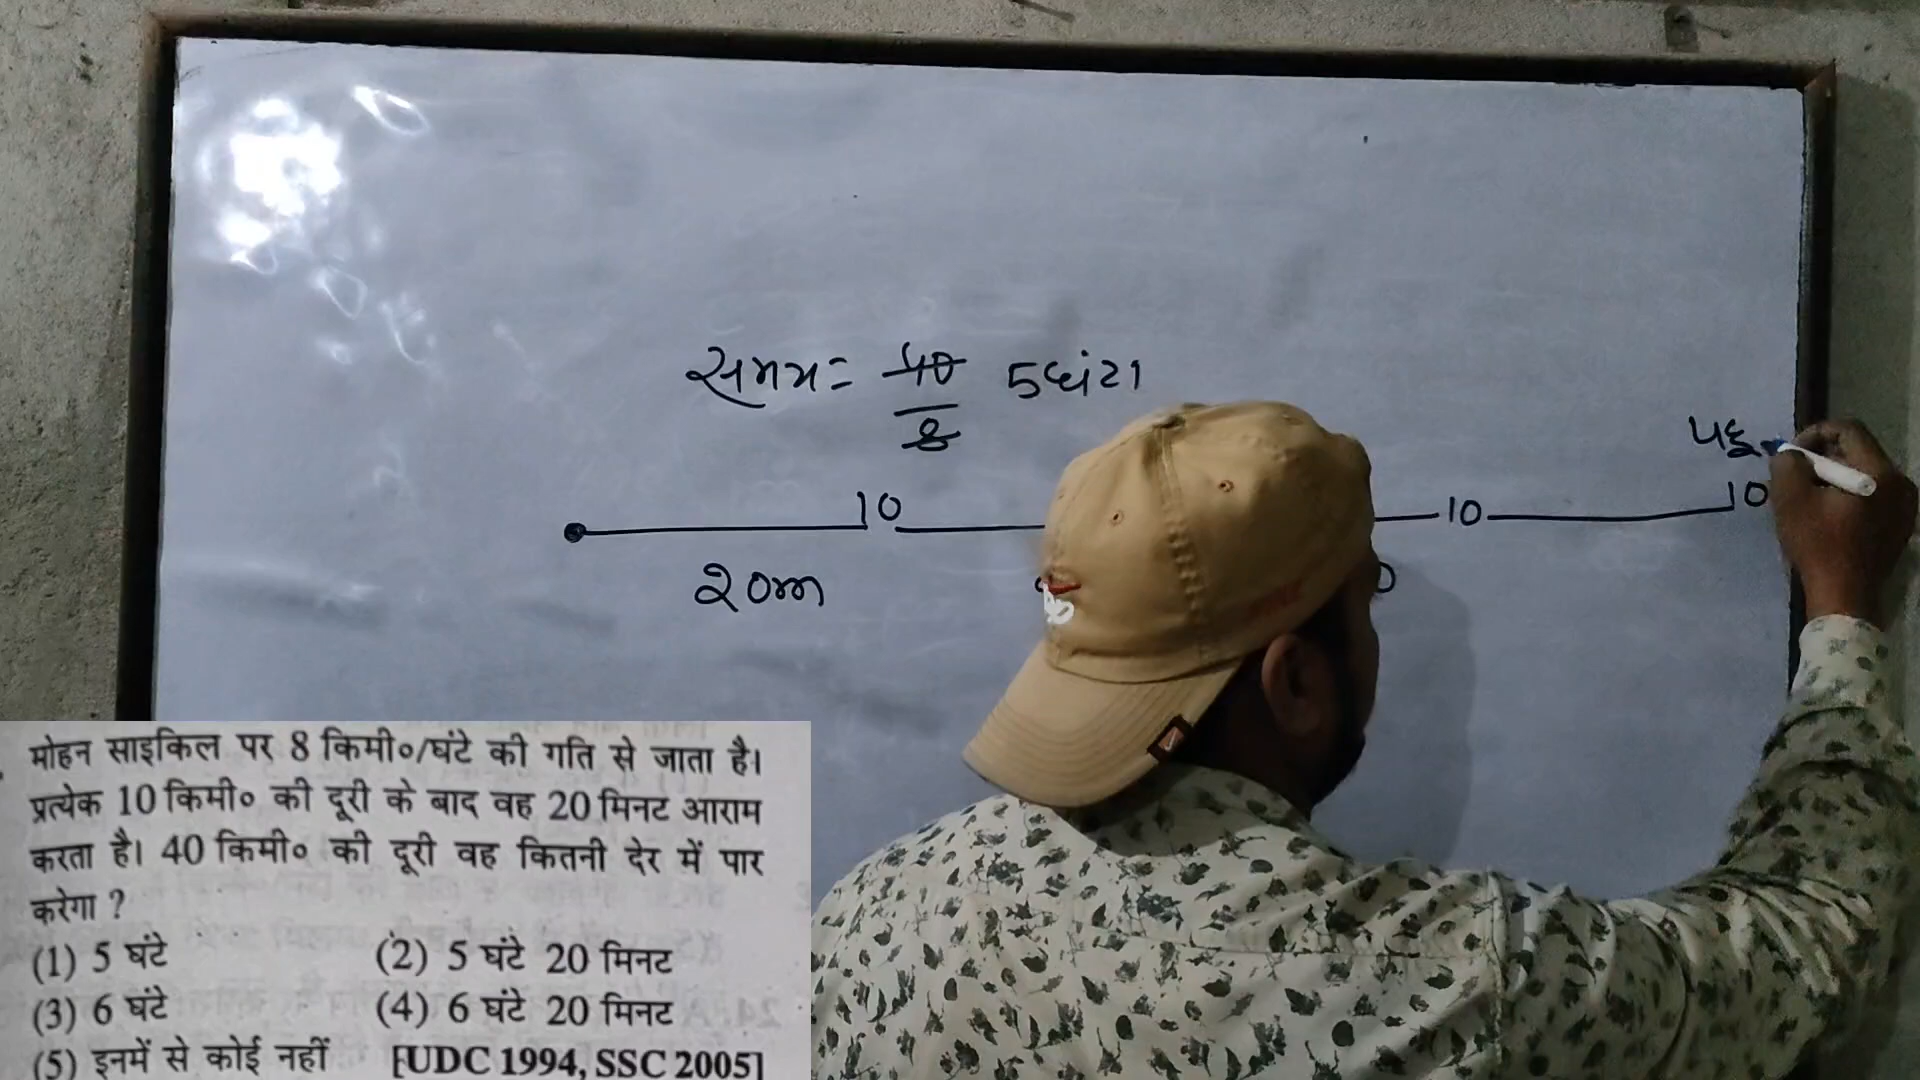 समय = 40/8 5 घंटा
पहु
10 10 10
20m 0
मोहन साइकिल पर 8 किमी०/घंटे की गति से जाता है।
प्रत्येक 10 किमी० की दूरी के बाद वह 20 मिनट आराम
करता है। 40 किमी० की दूरी वह कितनी देर में पार
करेगा ?
(1) 5 घंटे (2) 5 घंटे 20 मिनट
(3) 6 घंटे (4) 6 घंटे 20 मिनट
(5) इनमें से कोई नहीं [UDC 1994, SSC 2005]